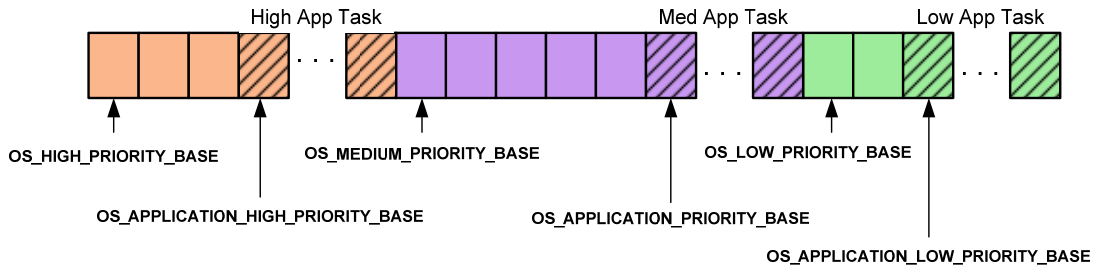 High App Task
Med App Task
Low App Task
. . .
. . .
. . .
OS_HIGH_PRIORITY_BASE
OS_MEDIUM_PRIORITY_BASE
OS_LOW_PRIORITY_BASE
OS_APPLICATION_HIGH_PRIORITY_BASE
OS_APPLICATION_PRIORITY_BASE
OS_APPLICATION_LOW_PRIORITY_BASE